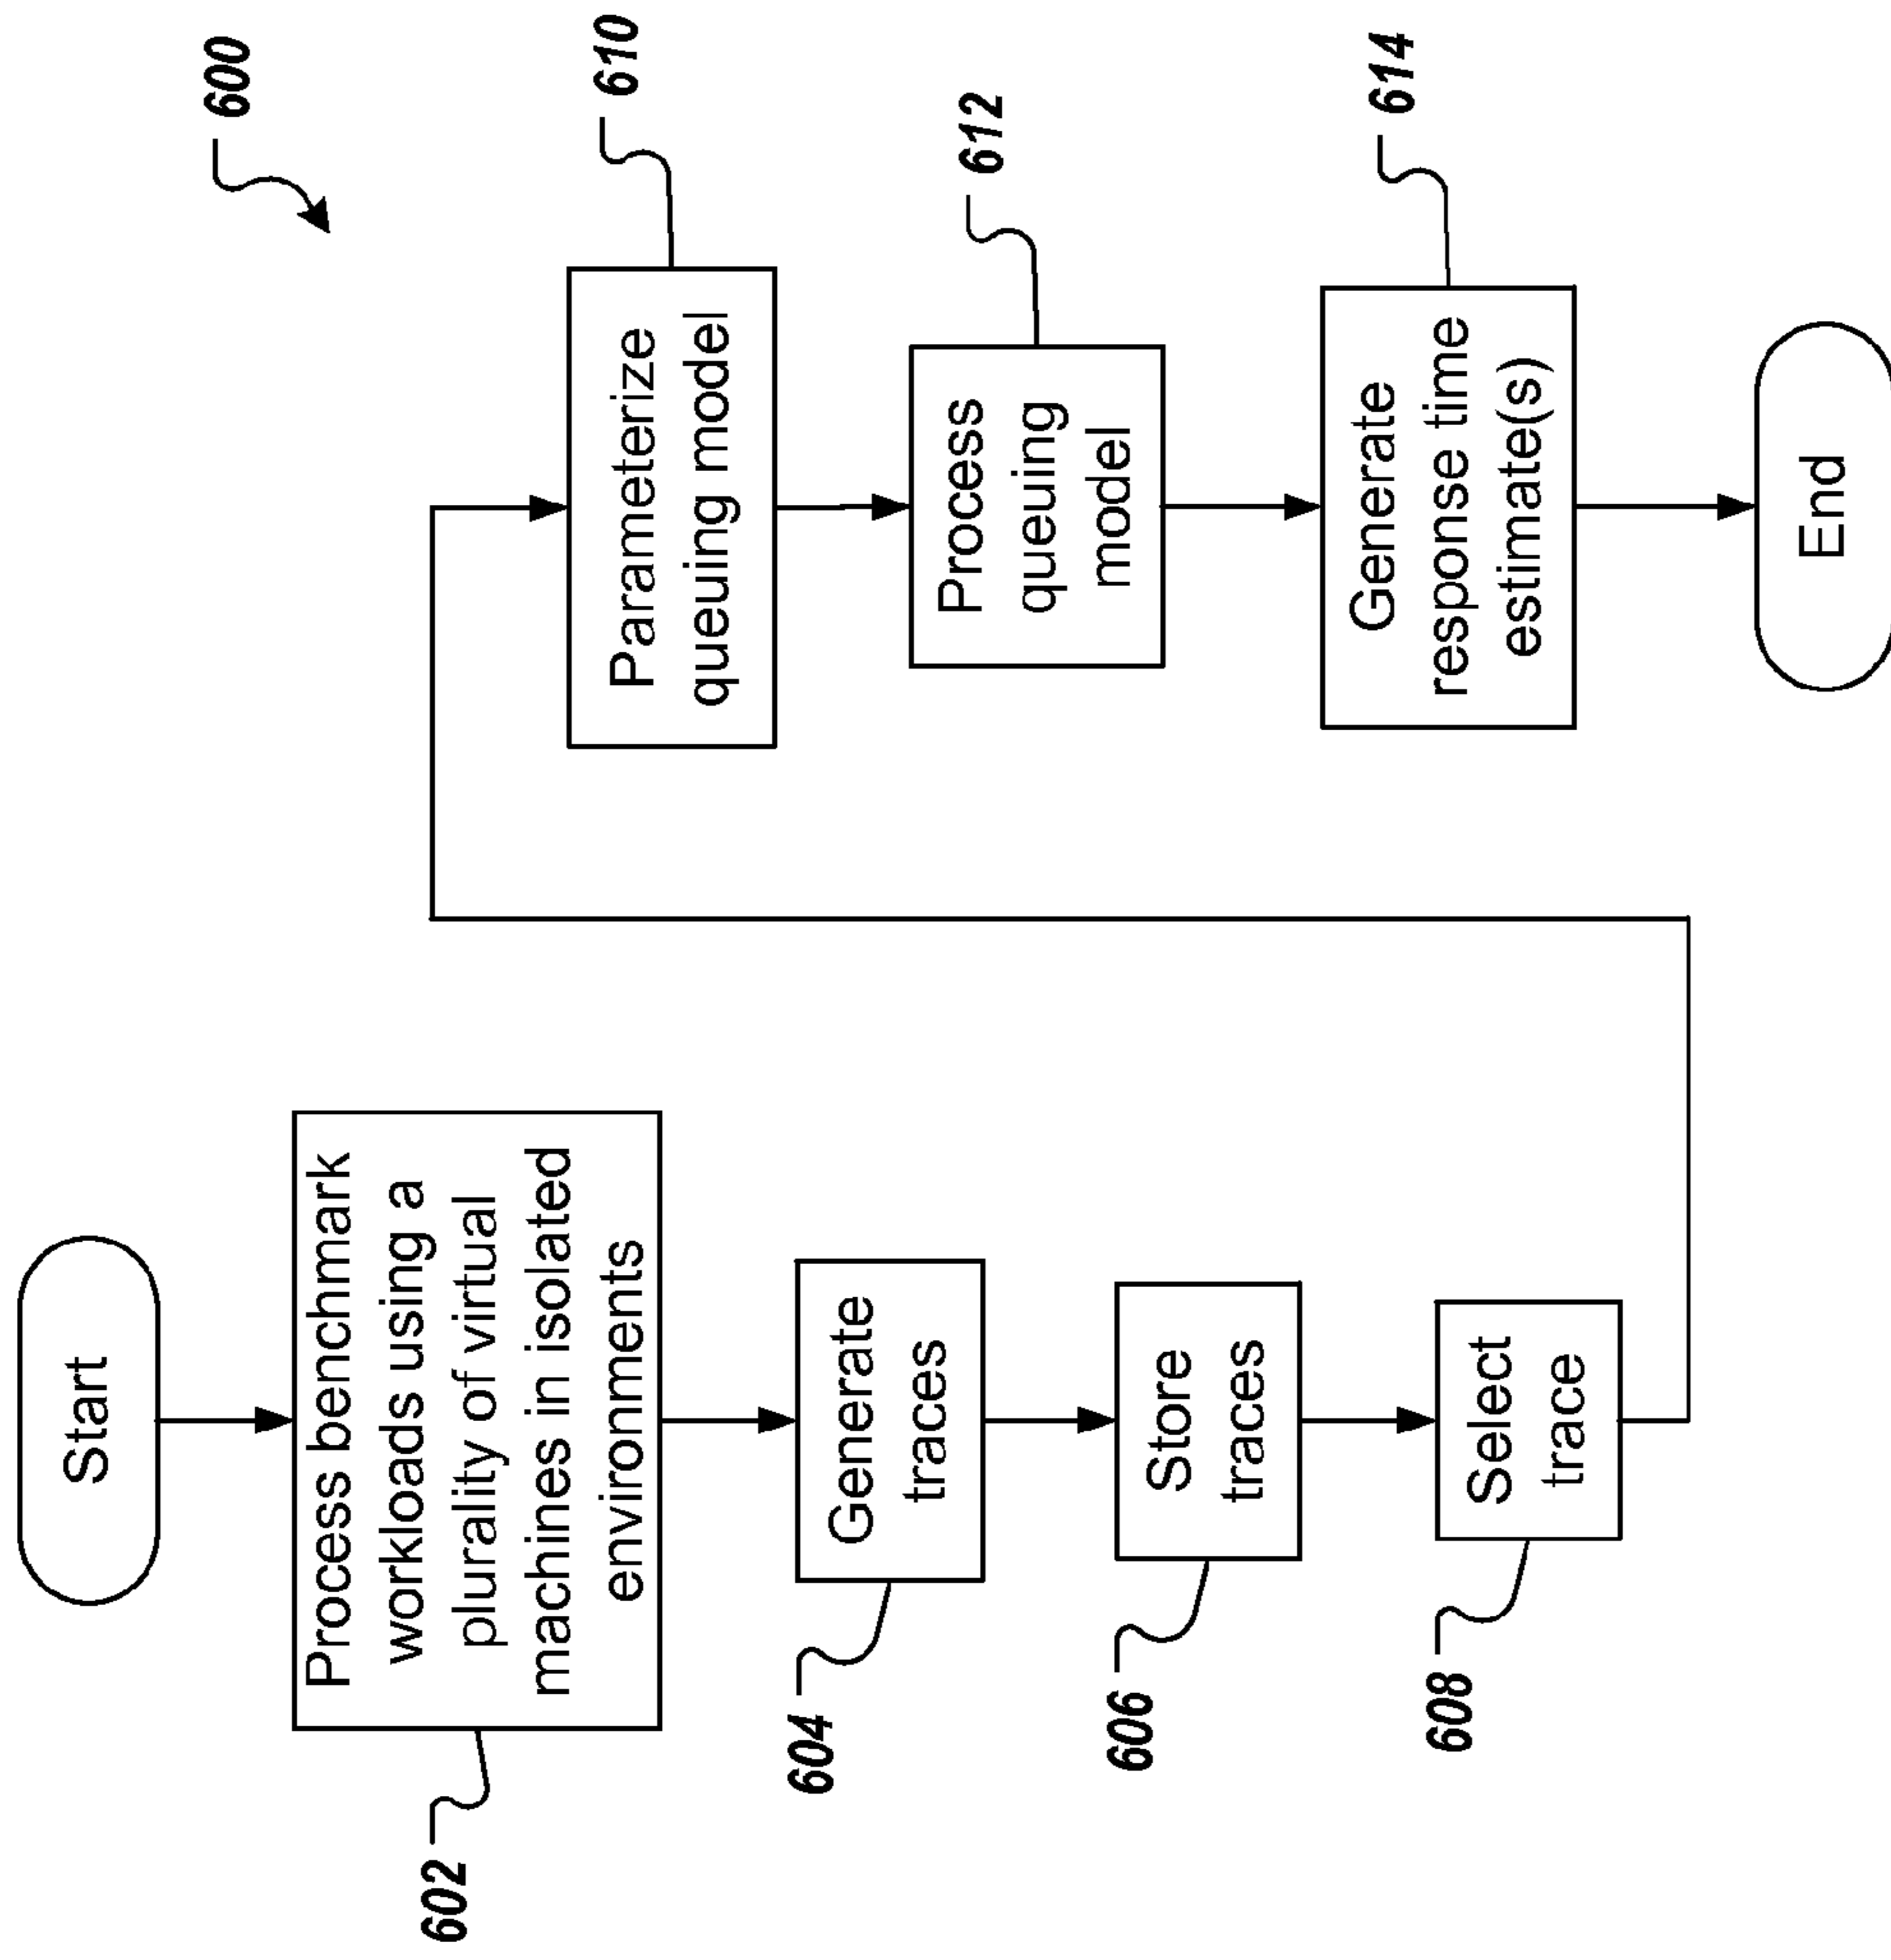 600
Start
Process benchmark
workloads using a
plurality of virtual
machines in isolated
environments
602
Generate
traces
604
Store
traces
606
Select
trace
608
Parameterize
queuing model
610
Process
queuing
model
612
Generate
response time
estimate(s)
614
End